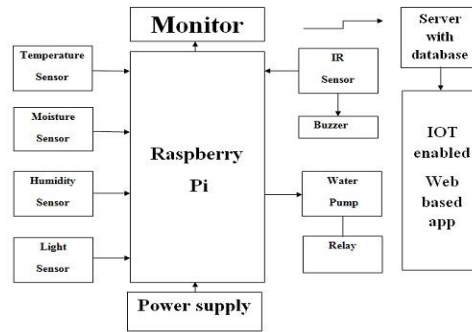 Monitor
Temperature
Sensor
Moisture
Sensor
Humidity
Sensor
Light
Sensor
Raspberry
Pi
Power supply
IR
Sensor
Buzzer
Water
Pump
Relay
Server
with
database
IOT
enabled
Web
based
app